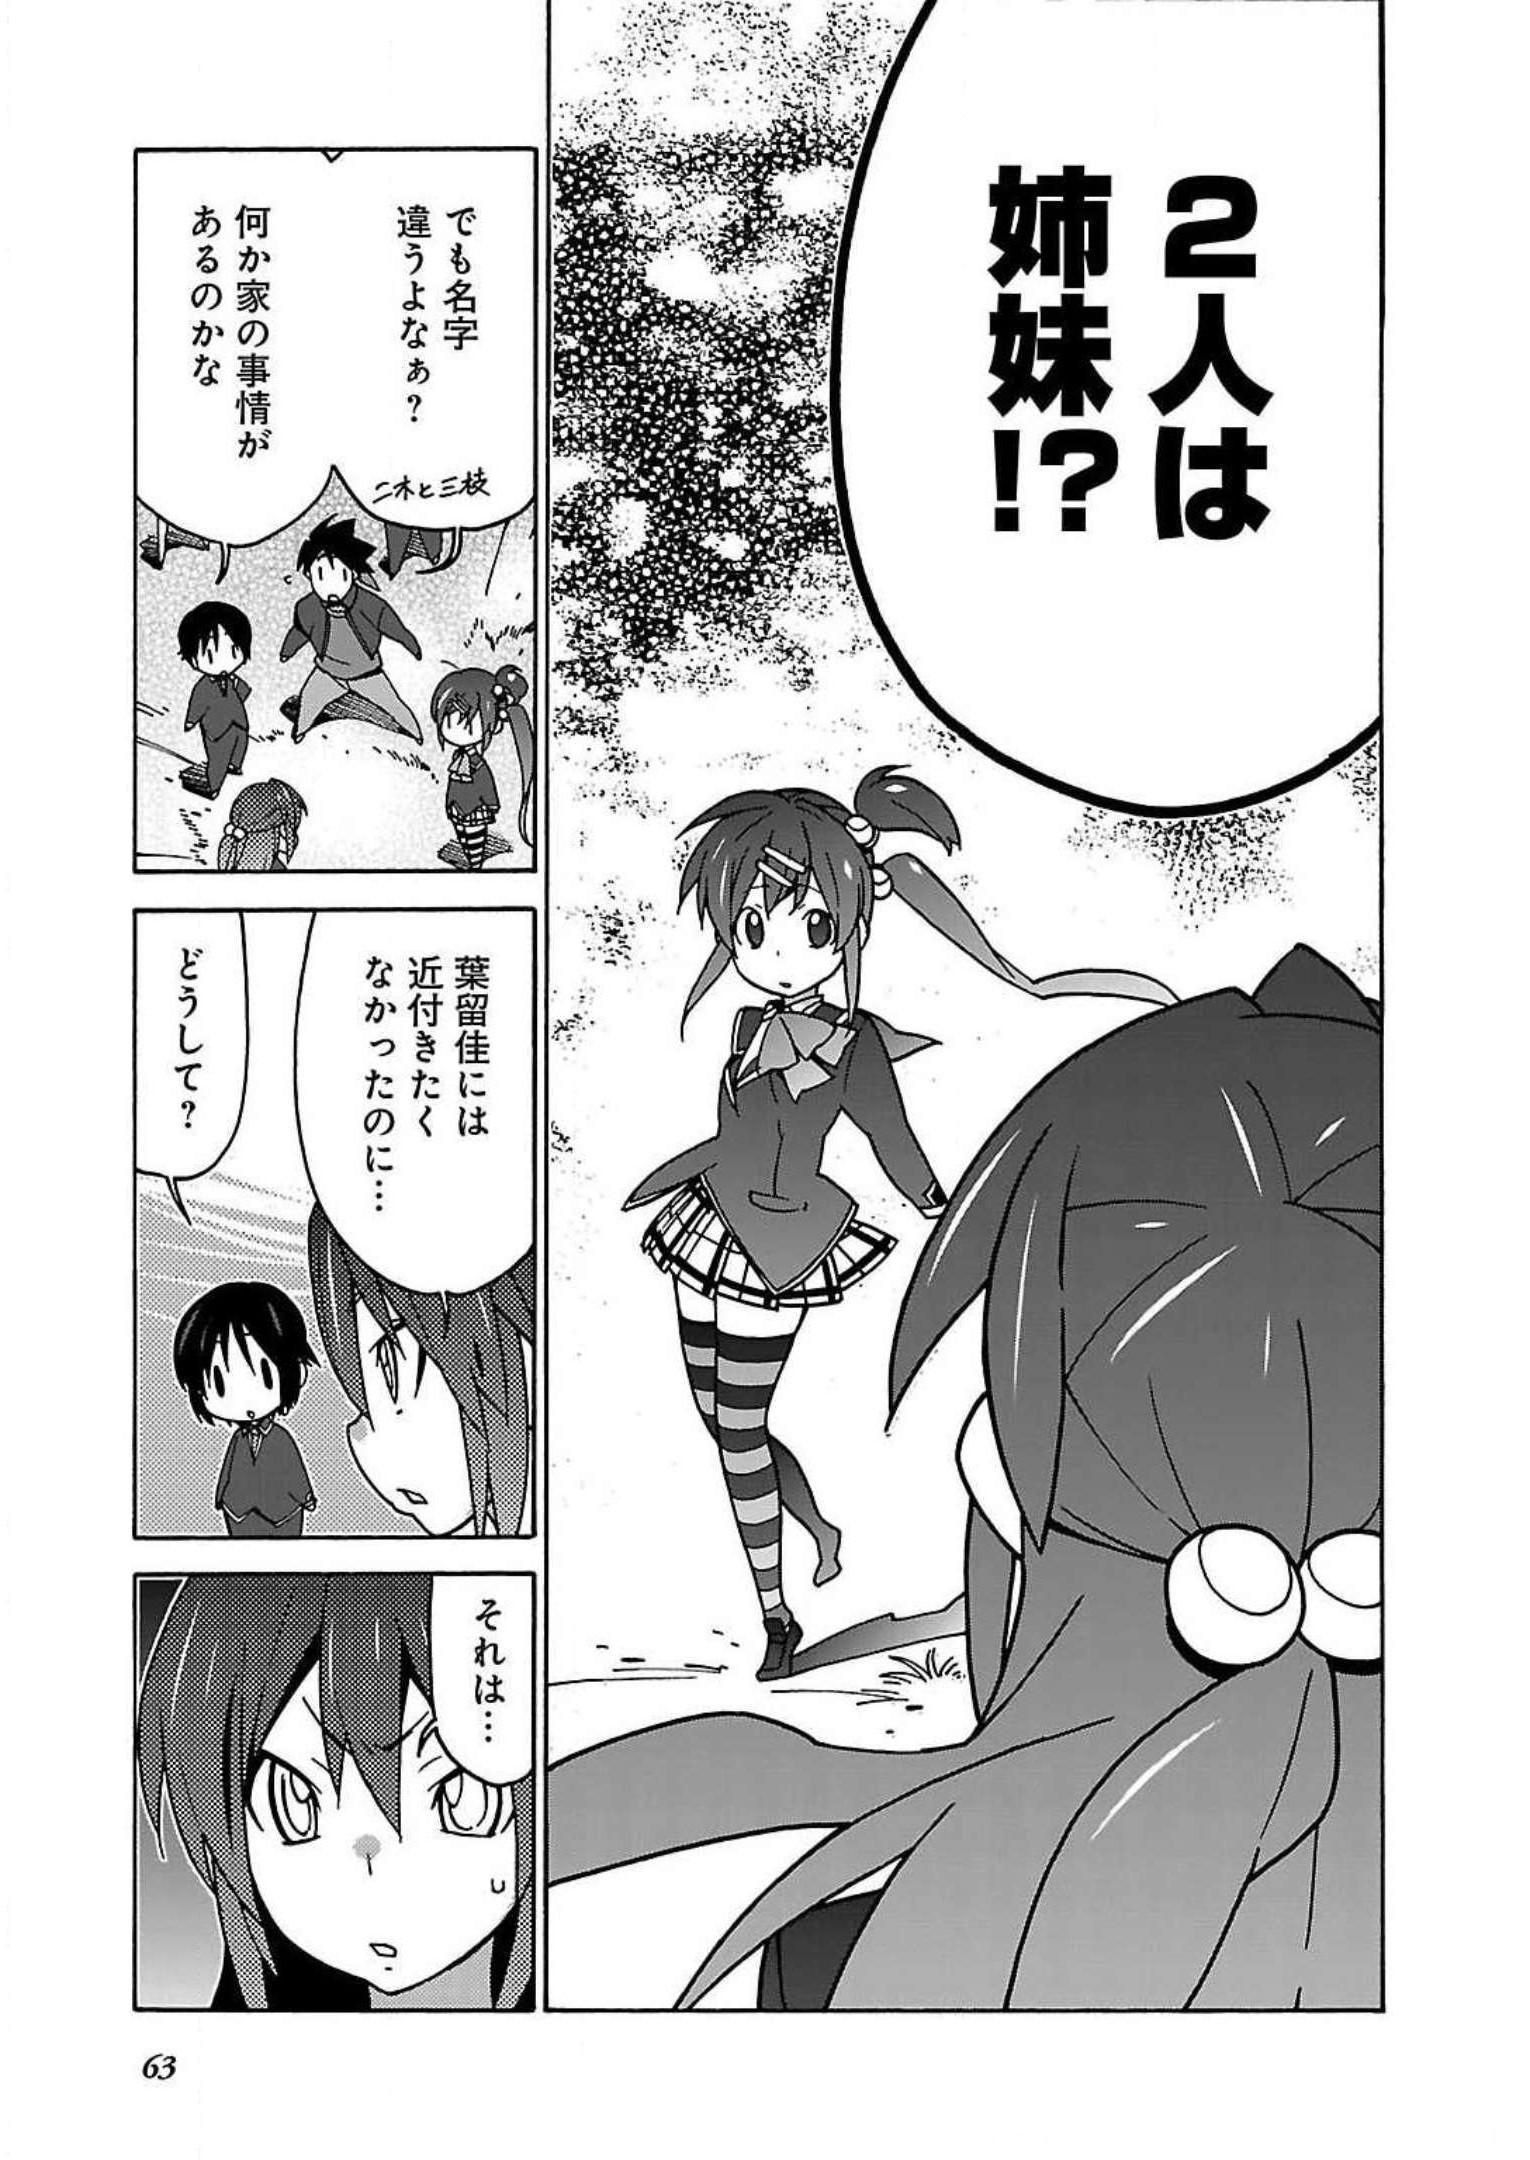 2人は
姉妹!?
でも名字
違うよなぁ?
二木と三枝
何か家の事情が
あるのかな
葉留佳には
近付きたく
なかったのに…
どうして?
それは…
63